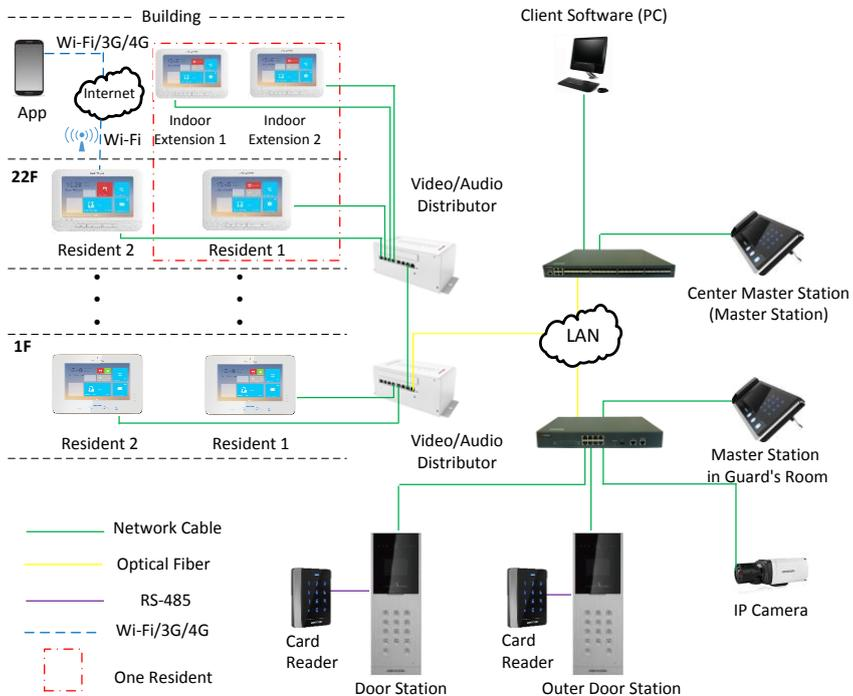 Building
Client Software (PC)
Wi-Fi/3G/4G
Internet
App
Indoor
Extension 1
Indoor
Extension 2
Wi-Fi
22F
Video/Audio
Distributor
Resident 2
Resident 1
Center Master Station
(Master Station)
LAN
1F
Resident 2
Resident 1
Video/Audio
Distributor
Master Station
in Guard's Room
Network Cable
Optical Fiber
RS-485
Wi-Fi/3G/4G
One Resident
Card
Reader
Door Station
Card
Reader
Outer Door Station
IP Camera